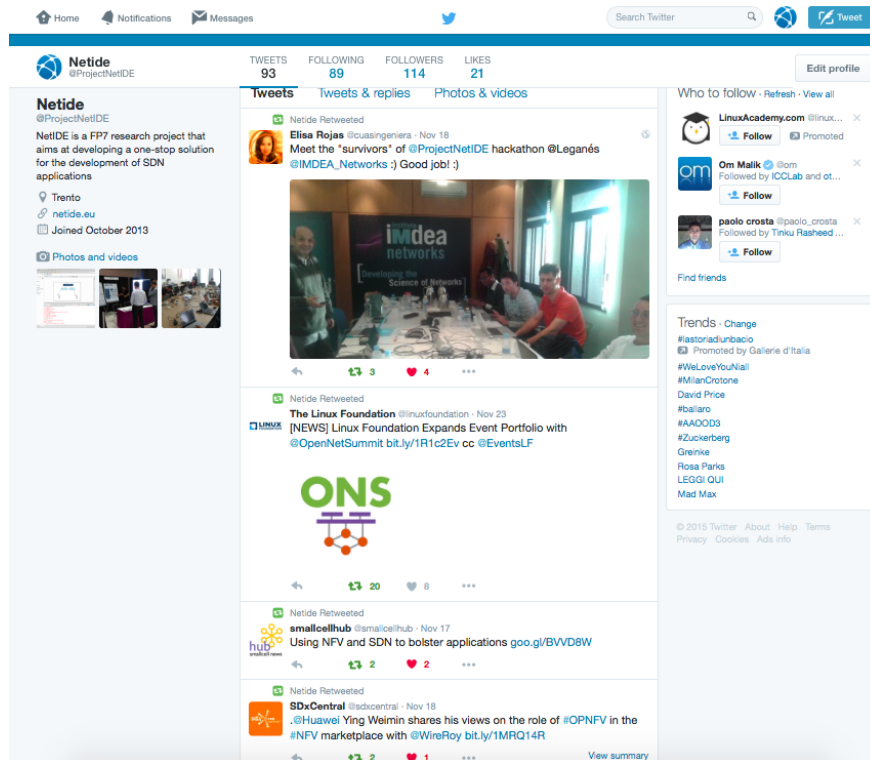 Home Notifications Messages Search Twitter Tweet
Netide
@ProjectNetIDE
TWEETS FOLLOWING FOLLOWERS LIKES
93 89 114 21
Edit profile
Netide
@ProjectNetIDE
NetIDE is a FP7 research project that
aims at developing a one-stop solution
for the development of SDN
applications
Trento
netide.eu
Joined October 2013
Photos and videos
Tweets Tweets & replies Photos & videos
Netide Retweeted
Elisa Rojas @cuasingeniera · Nov 18
Meet the "survivors" of @ProjectNetIDE hackathon @Leganés
@IMDEA_Networks :) Good job! :)
imdea
networks
Developing the
Science of Networks
3 4
Netide Retweeted
The Linux Foundation @linuxfoundation · Nov 23
LINUX
[NEWS] Linux Foundation Expands Event Portfolio with
@OpenNetSummit bit.ly/1R1c2Ev cc @EventsLF
ONS
20 8
Netide Retweeted
smallcellhub @smallcellhub · Nov 17
hub
Using NFV and SDN to bolster applications goo.gl/BVVD8W
2 2
Netide Retweeted
SDxCentral @sdxcentral · Nov 18
.@Huawei Ying Weimin shares his views on the role of #OPNFV in the
#NFV marketplace with @WireRoy bit.ly/1MRQ14R
2 1 View summary
Who to follow · Refresh · View all
LinuxAcademy.com @linux...
Follow Promoted
om
Om Malik @om
Followed by ICCLab and ot...
Follow
paolo crosta @paolo_crosta
Followed by Tinku Rasheed ...
Follow
Find friends
Trends · Change
#lastoriadiunbacio
Promoted by Gallerie d'Italia
#WeLoveYouNiall
#MilanCrotone
David Price
#ballaro
#AAOOD3
#Zuckerberg
Greinke
Rosa Parks
LEGGI QUI
Mad Max
© 2015 Twitter About Help Terms
Privacy Cookies Ads info